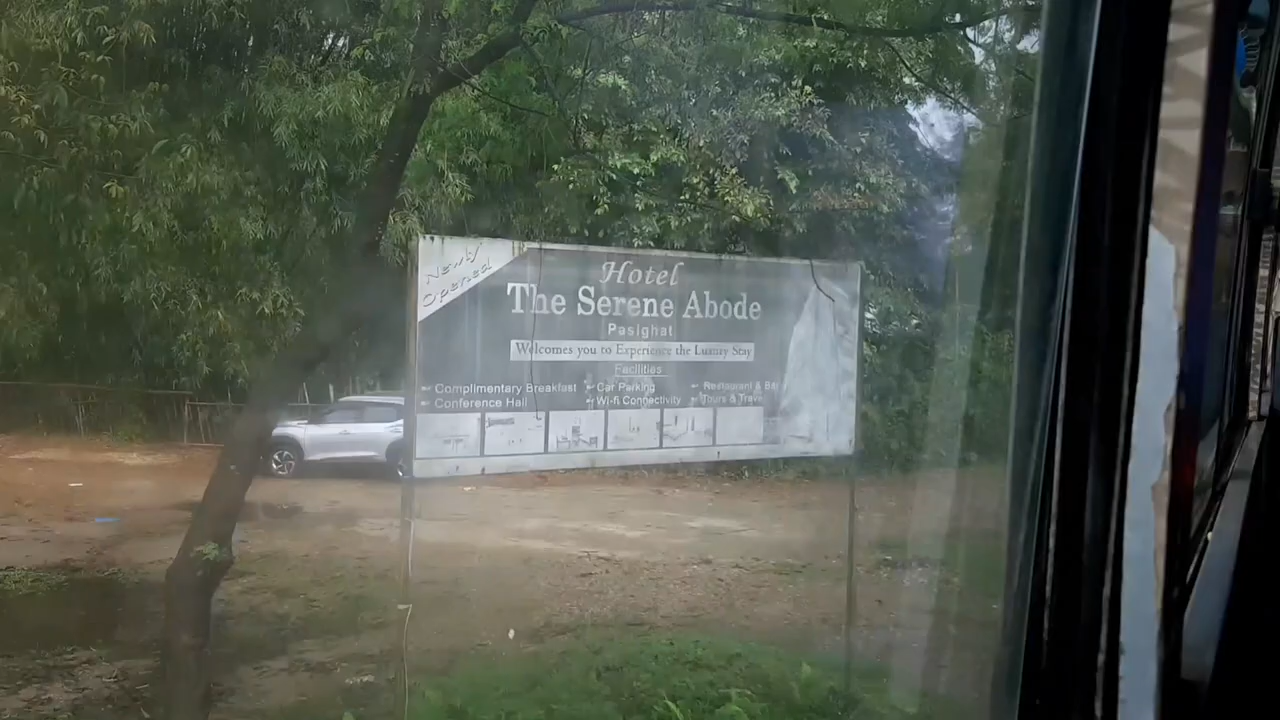 Newly
Opened
Hotel
The Serene Abode
Pasighat
Welcomes you to Experience the Luxury Stay
Facilities
Complimentary Breakfast Car Parking Restaurant & Bar
Conference Hall Wi-fi Connectivity Tours & Trave